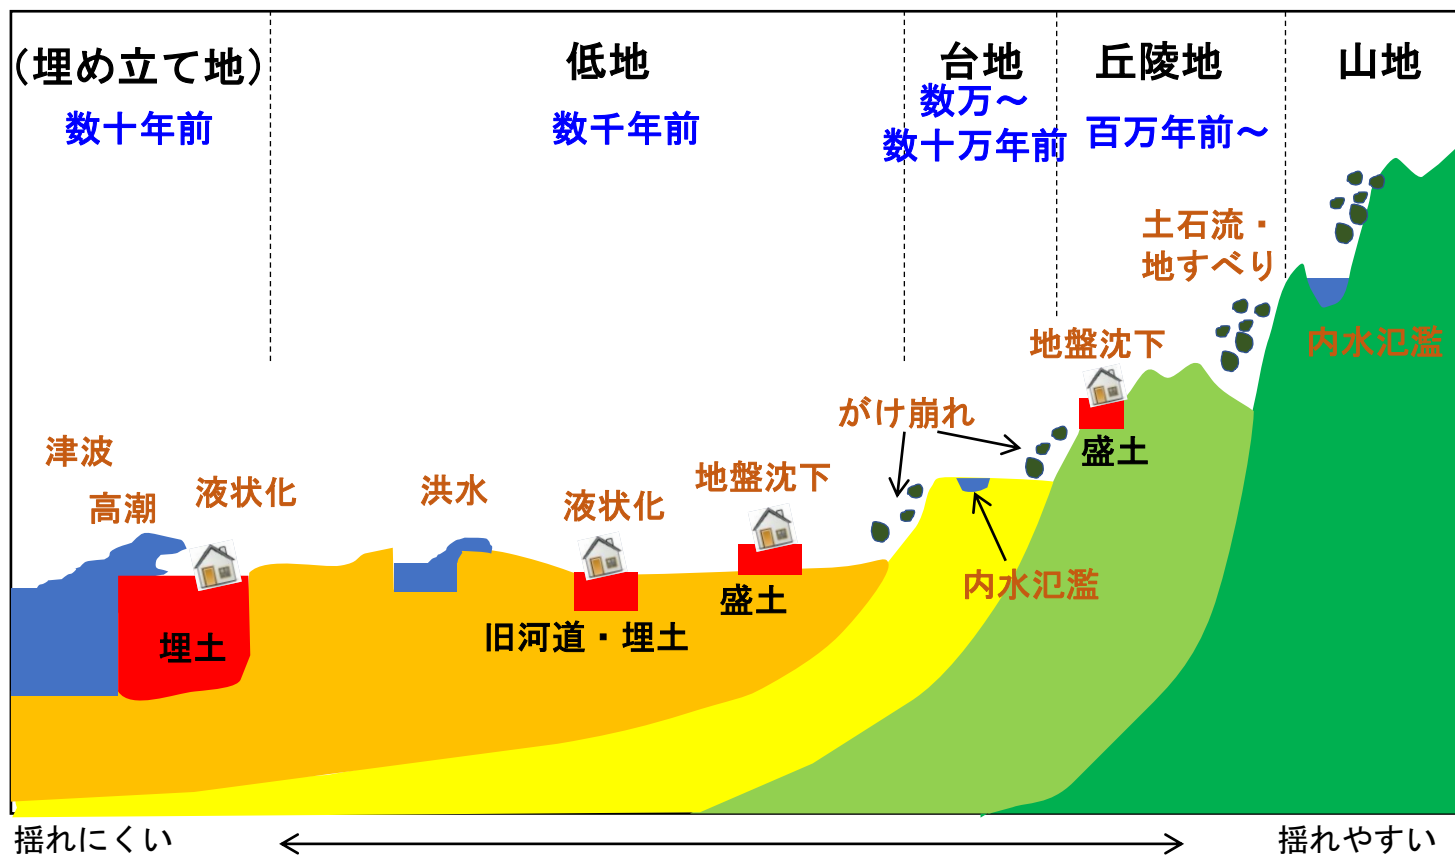 (埋め立て地)
数十年前
低地
数千年前
台地
数万～
数十万年前
丘陵地
百万年前～
山地
土石流・
地すべり
内水氾濫
地盤沈下
がけ崩れ
盛土
津波
高潮
液状化
洪水
液状化
地盤沈下
内水氾濫
埋土
旧河道・埋土
盛土
揺れにくい
揺れやすい